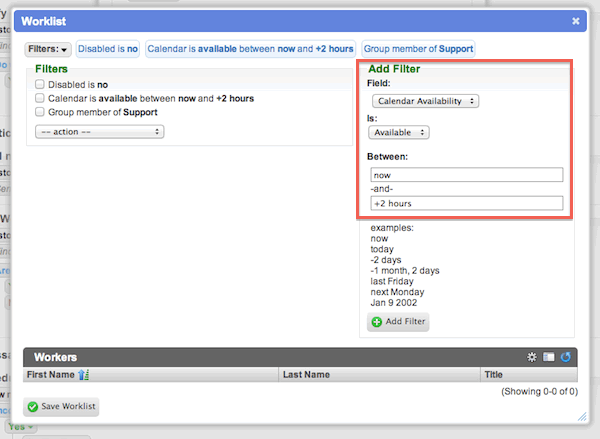 Worklist
Filters:
Disabled is no
Calendar is available between now and +2 hours
Group member of Support
Filters
Disabled is no
Calendar is available between now and +2 hours
Group member of Support
-- action --
Add Filter
Field:
Calendar Availability
Is:
Available
Between:
now
-and-
+2 hours
examples:
now
today
-2 days
-1 month, 2 days
last Friday
next Monday
Jan 9 2002
Add Filter
Workers
First Name
Last Name
Title
(Showing 0-0 of 0)
Save Worklist
Yes